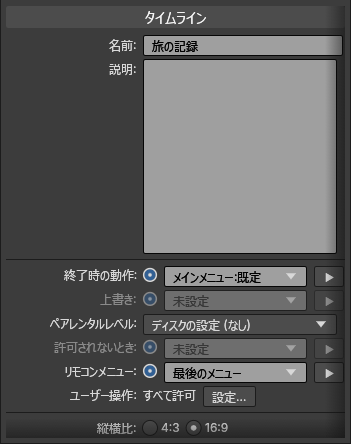 タイムライン
名前: 旅の記録
説明:
終了時の動作: メインメニュー:既定
上書き: 未設定
ペアレンタルレベル: ディスクの設定 (なし)
許可されないとき: 未設定
リモコンメニュー: 最後のメニュー
ユーザー操作: すべて許可 設定...
縦横比: 4:3 16:9